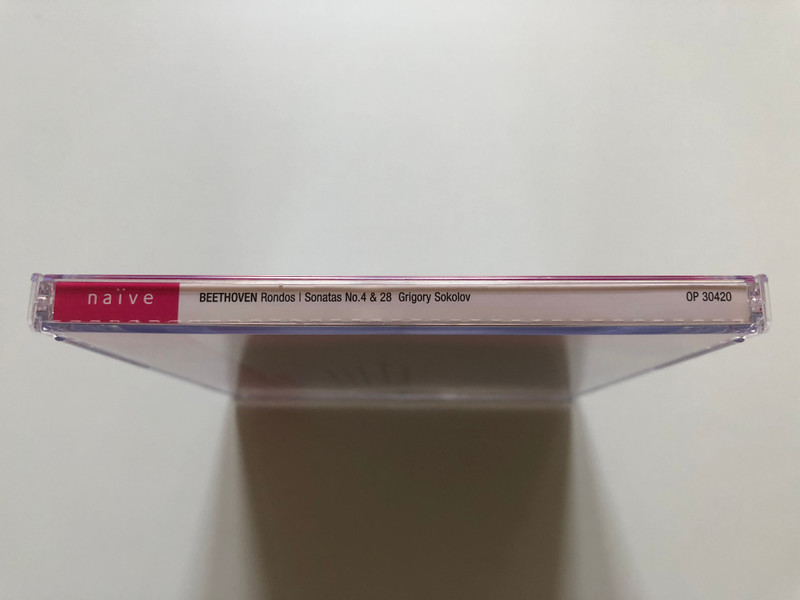 naïve BEETHOVEN Rondos | Sonatas No.4 & 28 Grigory Sokolov OP 30420